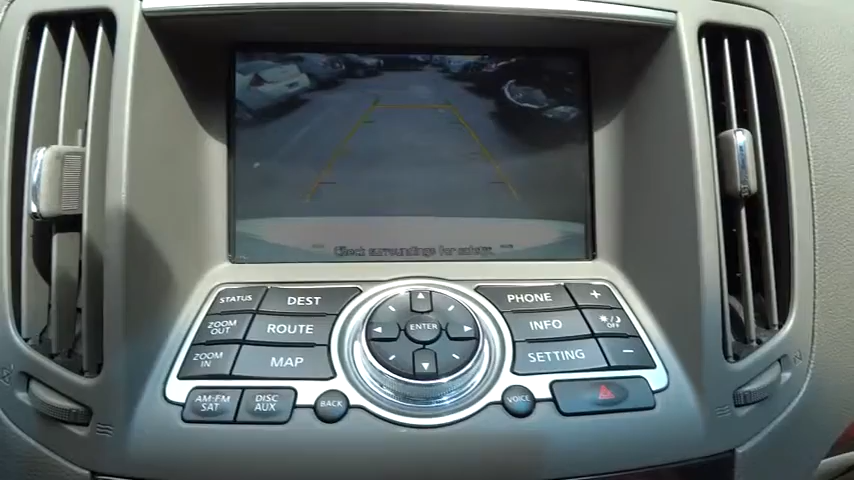 Check surroundings for safety.
STATUS
DEST
PHONE
+
ZOOM OUT
ROUTE
ENTER
INFO
OFF
ZOOM IN
MAP
SETTING
−
AM·FM SAT
DISC AUX
BACK
VOICE